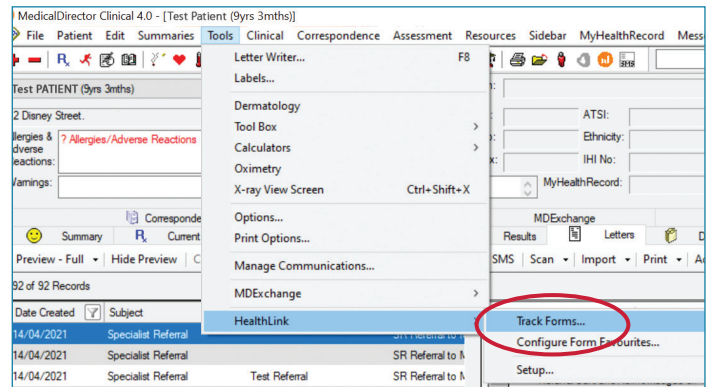 MedicalDirector Clinical 4.0 - [Test Patient (9yrs 3mths)]
File Patient Edit Summaries Tools Clinical Correspondence Assessment Resources Sidebar MyHealthRecord
Test PATIENT (9yrs 3mths)
2 Disney Street.
Allergies & Adverse Reactions:
? Allergies/Adverse Reactions
Warnings:
ATSI:
Ethnicity:
IHI No:
MyHealthRecord:
Letter Writer... F8
Labels...
Dermatology
Tool Box >
Calculators >
Oximetry
X-ray View Screen Ctrl+Shift+X
Options...
Print Options...
Manage Communications...
MDExchange >
HealthLink >
Track Forms...
Configure Form Favourites...
Setup...
MDExchange
Summary Rx Current
Results Letters
Preview - Full Hide Preview
SMS Scan Import Print
92 of 92 Records
Date Created Subject
14/04/2021 Specialist Referral
14/04/2021 Specialist Referral SR Referral to
14/04/2021 Specialist Referral Test Referral SR Referral to